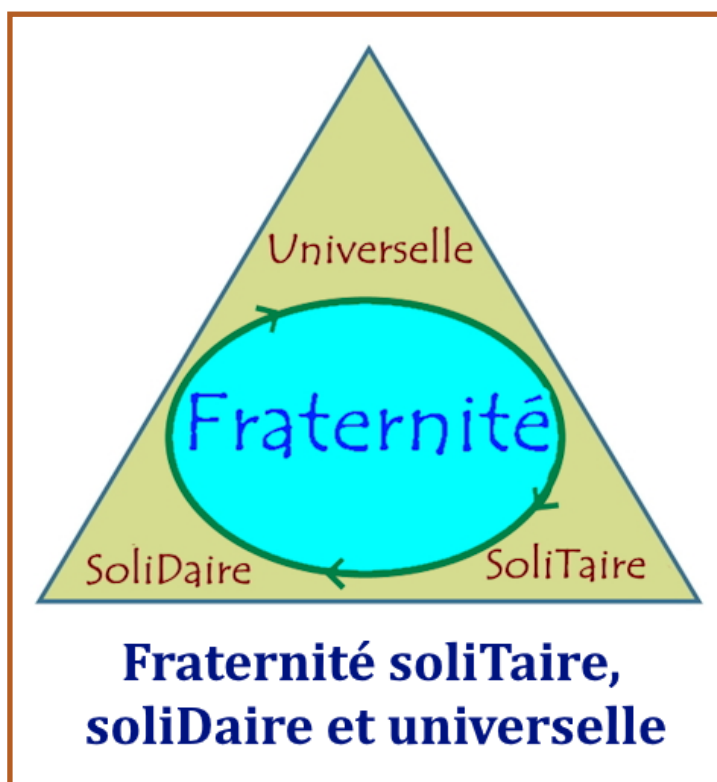 Universelle
Fraternité
SoliDaire
SoliTaire
Fraternité soliTaire,
soliDaire et universelle